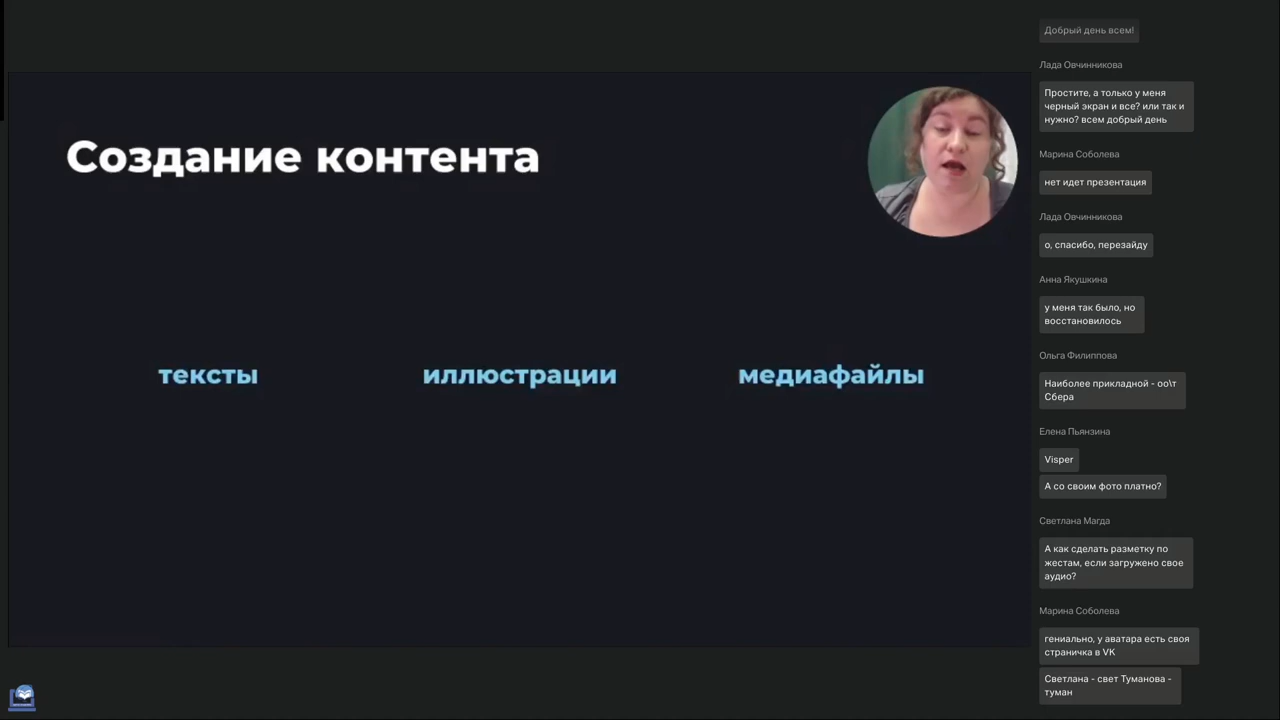 Создание контента
тексты
иллюстрации
медиафайлы
Добрый день всем!
Лада Овчинникова
Простите, а только у меня
черный экран и все? или так и
нужно? всем добрый день
Марина Соболева
нет идет презентация
Лада Овчинникова
о, спасибо, перезайду
Анна Якушкина
у меня так было, но
восстановилось
Ольга Филиппова
Наиболее прикладной - оо\т
Сбера
Елена Пьянзина
Visper
А со своим фото платно?
Светлана Магда
А как сделать разметку по
жестам, если загружено свое
аудио?
Марина Соболева
гениально, у аватара есть своя
страничка в VK
Светлана - свет Туманова -
туман